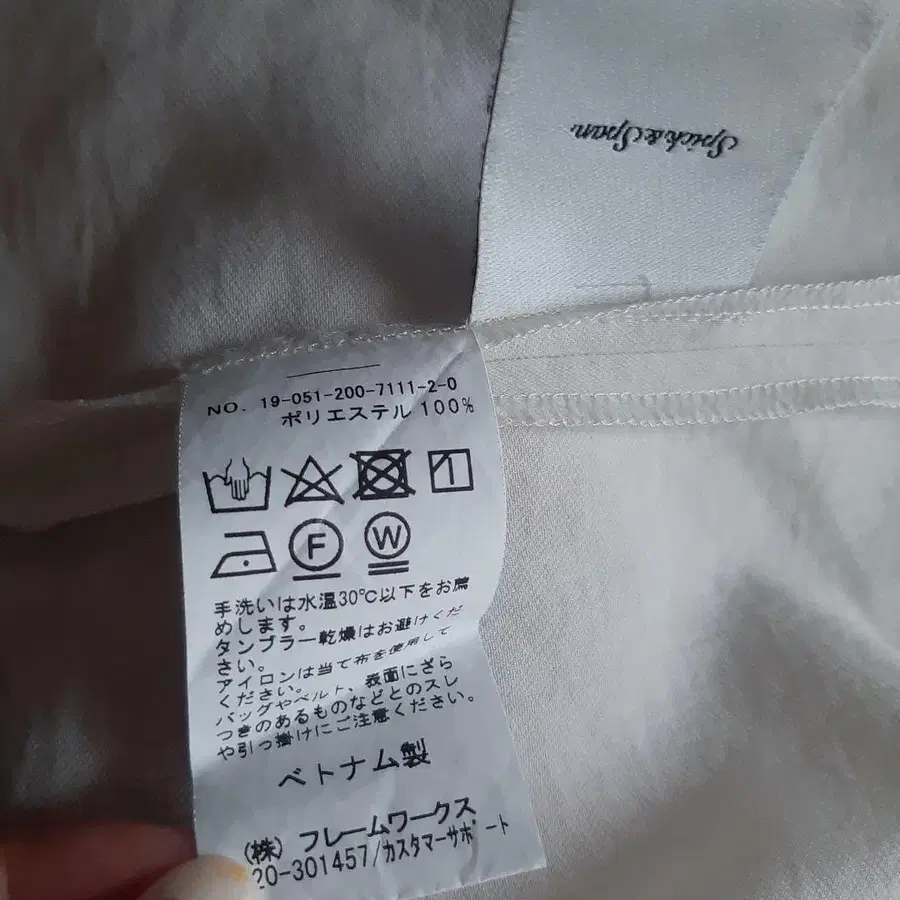 Spick & Span
NO. 19-051-200-7111-2-0
ポリエステル 100%
F
W
手洗いは水温30℃以下をお薦
めします。
タンブラー乾燥はお避けくだ
さい。
アイロンは当て布を使用して
ください。
バッグやベルト、表面にざら
つきのあるものなどとのスレ
や引っ掛けにご注意ください。
ベトナム製
(株) フレームワークス
20-301457/カスタマーサポート